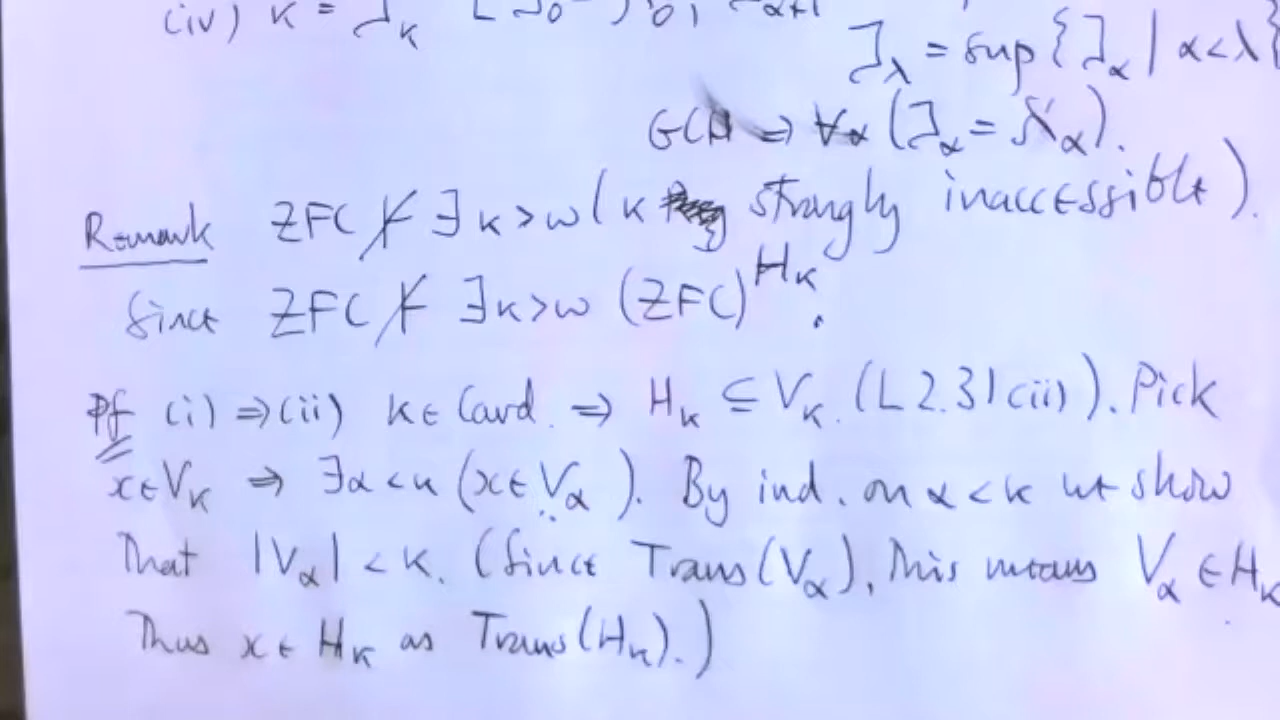 (iv) κ = ℶ_κ
ℶ_λ = sup {ℶ_α | α<λ}
GCH ⇒ ∀α (ℶ_α = ℵ_α).
Remark ZFC ⊬ ∃κ>ω (κ strongly inaccessible).
Since ZFC ⊬ ∃κ>ω (ZFC)^{H_κ}.
Pf (i) ⇒ (ii) κ ∈ Card. ⇒ H_κ ⊆ V_κ. (L 2.31 (ii)). Pick
x ∈ V_κ ⇒ ∃α<κ (x ∈ V_α). By ind. on α<κ we show
That |V_α| < κ. (Since Trans(V_α), this means V_α ∈ H_κ
Thus x ∈ H_κ as Trans(H_κ).)